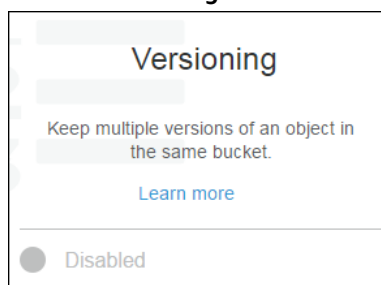 Versioning
Keep multiple versions of an object in
the same bucket.
Learn more
Disabled